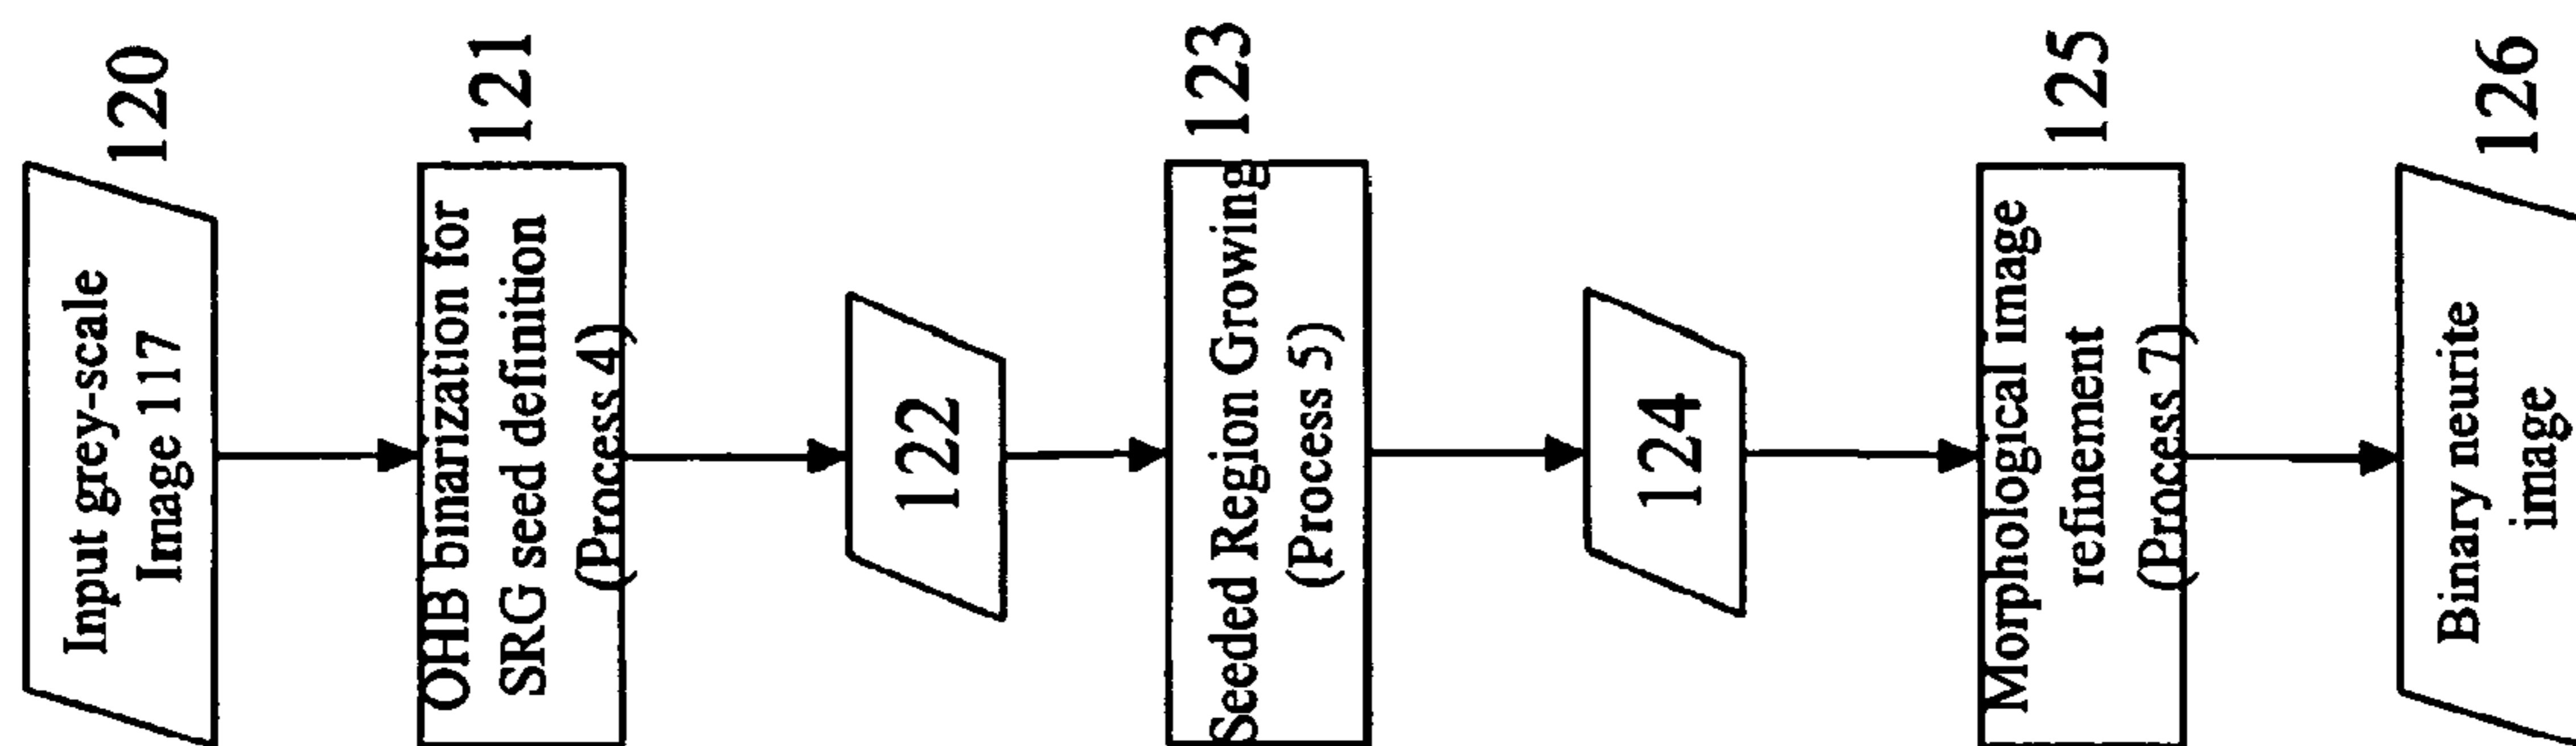 120
Input grey-scale
Image 117
121
OHB binarization for
SRG seed definition
(Process 4)
122
123
Seeded Region Growing
(Process 5)
124
125
Morphological image
refinement
(Process 7)
126
Binary neurite
image